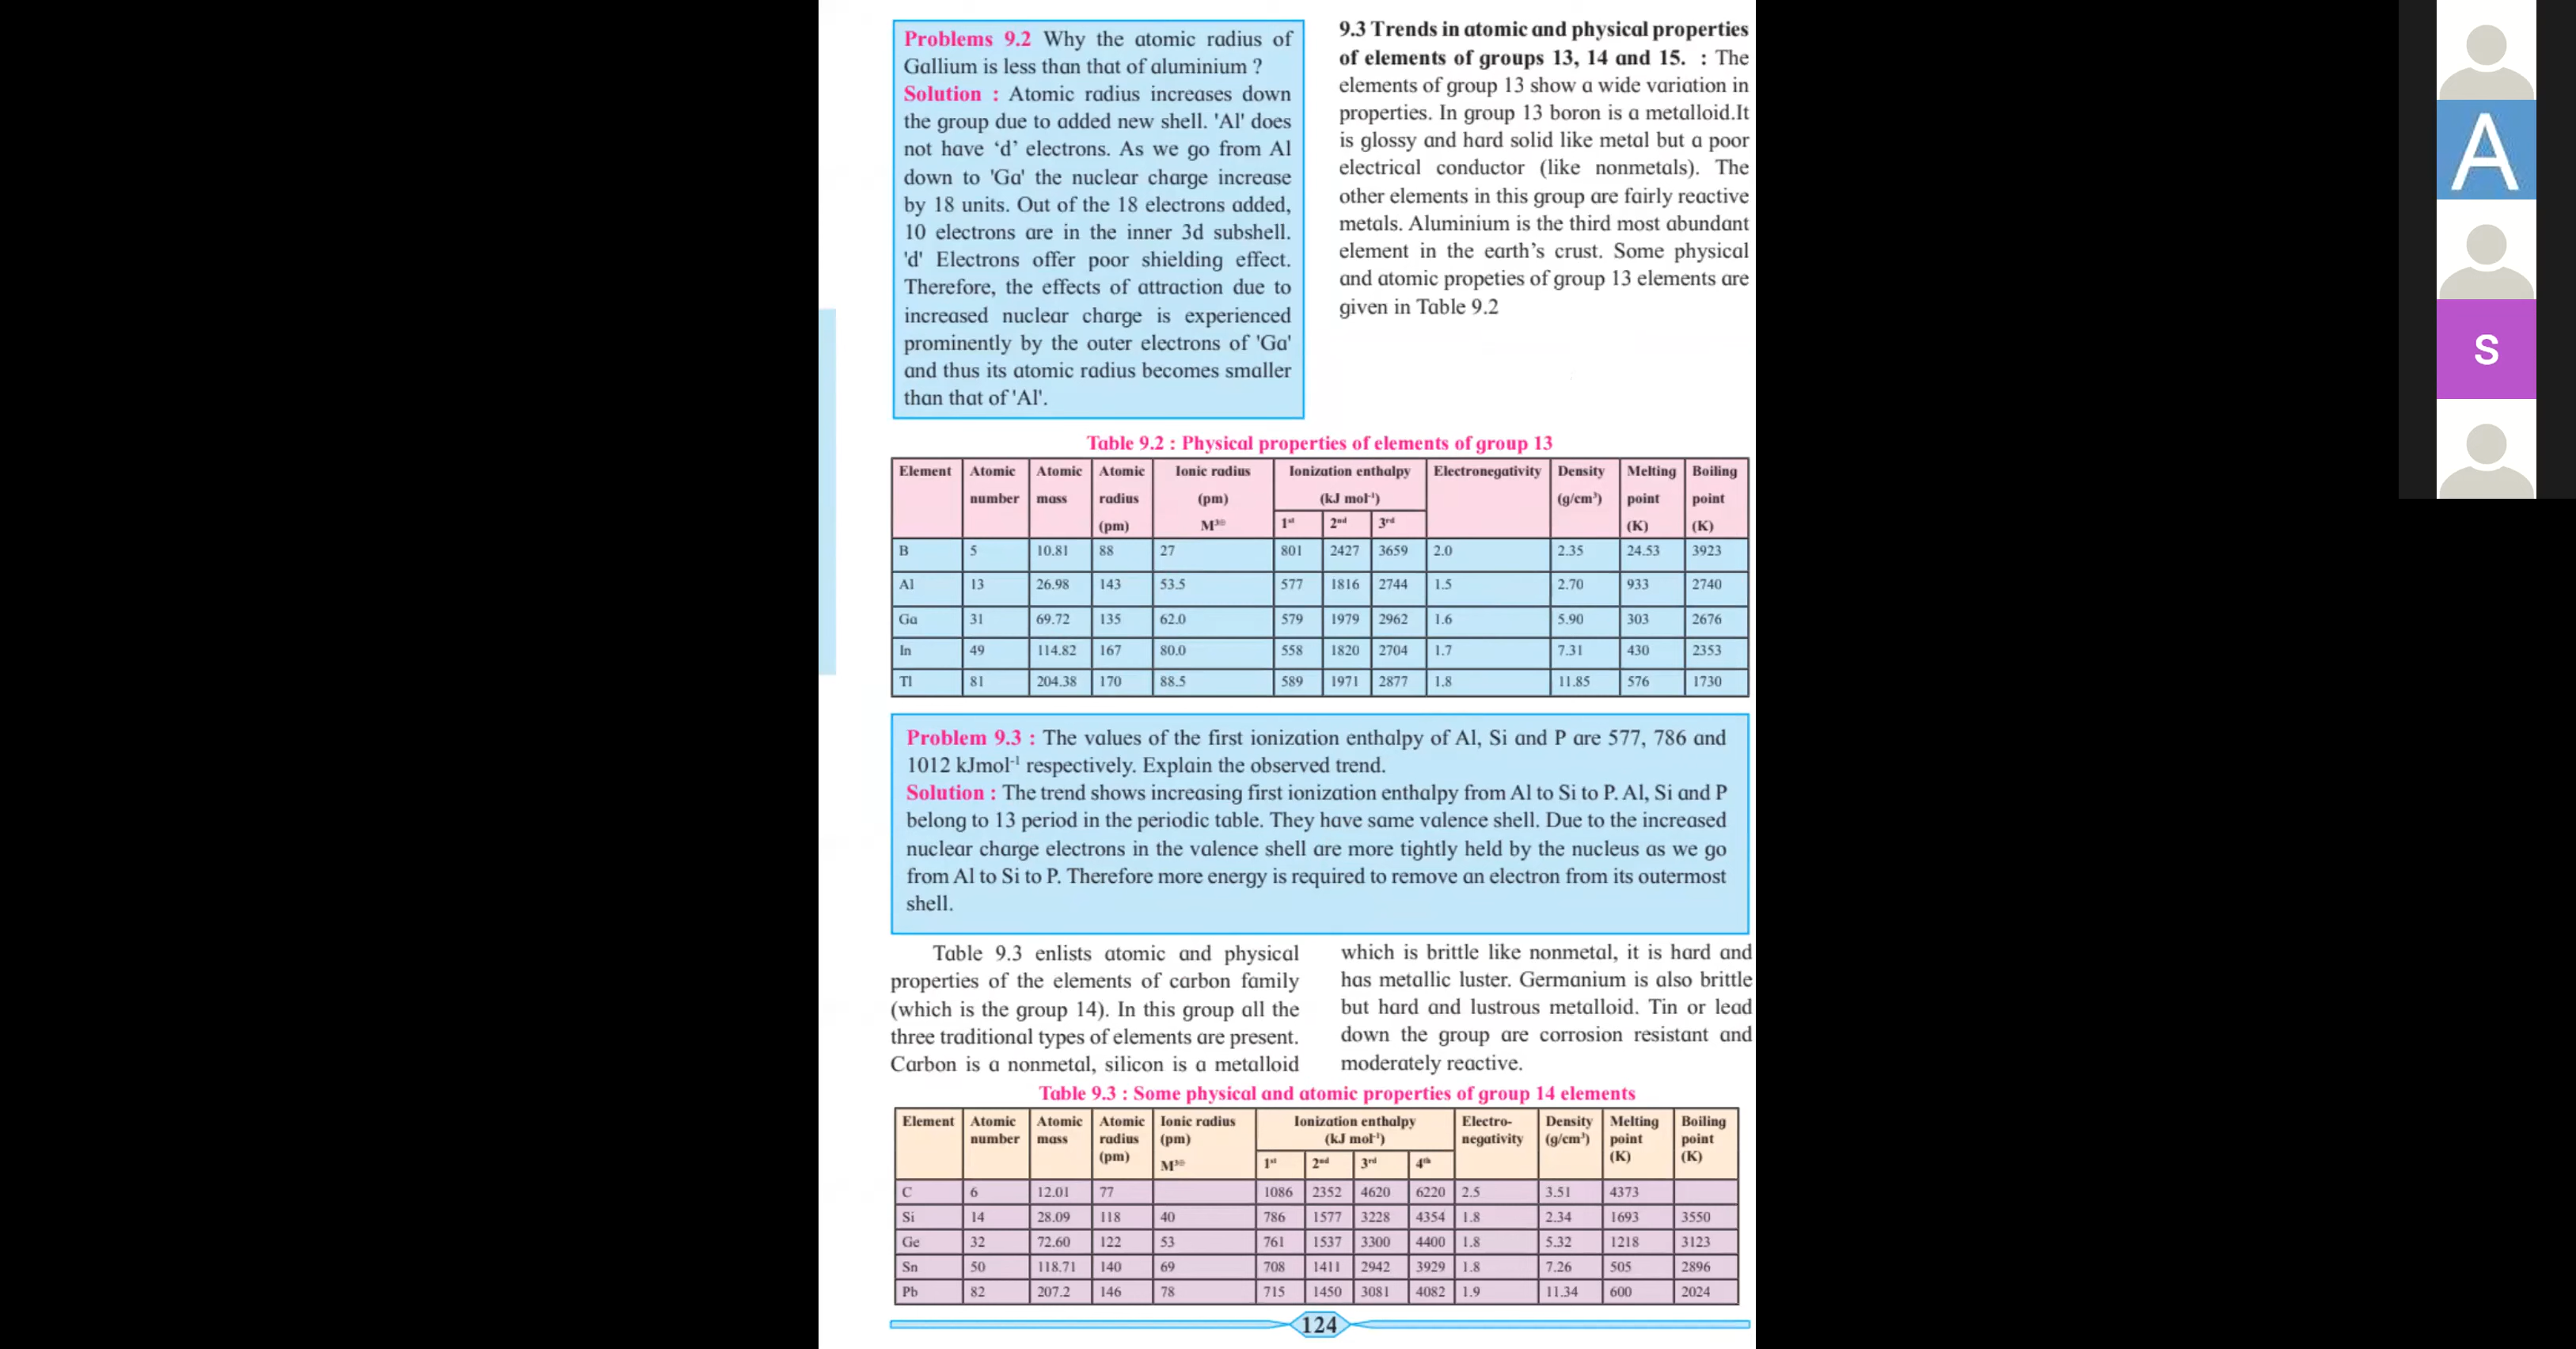 Problems 9.2 Why the atomic radius of
Gallium is less than that of aluminium ?
Solution : Atomic radius increases down
the group due to added new shell. 'Al' does
not have ‘d’ electrons. As we go from Al
down to 'Ga' the nuclear charge increase
by 18 units. Out of the 18 electrons added,
10 electrons are in the inner 3d subshell.
'd' Electrons offer poor shielding effect.
Therefore, the effects of attraction due to
increased nuclear charge is experienced
prominently by the outer electrons of 'Ga'
and thus its atomic radius becomes smaller
than that of 'Al'.
9.3 Trends in atomic and physical properties
of elements of groups 13, 14 and 15. : The
elements of group 13 show a wide variation in
properties. In group 13 boron is a metalloid.It
is glossy and hard solid like metal but a poor
electrical conductor (like nonmetals). The
other elements in this group are fairly reactive
metals. Aluminium is the third most abundant
element in the earth’s crust. Some physical
and atomic propeties of group 13 elements are
given in Table 9.2
Table 9.2 : Physical properties of elements of group 13
Element Atomic Atomic Atomic Ionic radius Ionization enthalpy Electronegativity Density Melting Boiling
number mass radius (pm) (kJ mol⁻¹) (g/cm³) point point
(pm) M³⊕ 1st 2nd 3rd (K) (K)
B 5 10.81 88 27 801 2427 3659 2.0 2.35 24.53 3923
Al 13 26.98 143 53.5 577 1816 2744 1.5 2.70 933 2740
Ga 31 69.72 135 62.0 579 1979 2962 1.6 5.90 303 2676
In 49 114.82 167 80.0 558 1820 2704 1.7 7.31 430 2353
Tl 81 204.38 170 88.5 589 1971 2877 1.8 11.85 576 1730
Problem 9.3 : The values of the first ionization enthalpy of Al, Si and P are 577, 786 and
1012 kJmol⁻¹ respectively. Explain the observed trend.
Solution : The trend shows increasing first ionization enthalpy from Al to Si to P. Al, Si and P
belong to 13 period in the periodic table. They have same valence shell. Due to the increased
nuclear charge electrons in the valence shell are more tightly held by the nucleus as we go
from Al to Si to P. Therefore more energy is required to remove an electron from its outermost
shell.
Table 9.3 enlists atomic and physical
properties of the elements of carbon family
(which is the group 14). In this group all the
three traditional types of elements are present.
Carbon is a nonmetal, silicon is a metalloid
which is brittle like nonmetal, it is hard and
has metallic luster. Germanium is also brittle
but hard and lustrous metalloid. Tin or lead
down the group are corrosion resistant and
moderately reactive.
Table 9.3 : Some physical and atomic properties of group 14 elements
Element Atomic Atomic Atomic Ionic radius Ionization enthalpy Electro- Density Melting Boiling
number mass radius (pm) (kJ mol⁻¹) negativity (g/cm³) point point
(pm) M³⊕ 1st 2nd 3rd 4th (K) (K)
C 6 12.01 77 1086 2352 4620 6220 2.5 3.51 4373
Si 14 28.09 118 40 786 1577 3228 4354 1.8 2.34 1693 3550
Ge 32 72.60 122 53 761 1537 3300 4400 1.8 5.32 1218 3123
Sn 50 118.71 140 69 708 1411 2942 3929 1.8 7.26 505 2896
Pb 82 207.2 146 78 715 1450 3081 4082 1.9 11.34 600 2024
124
A
S